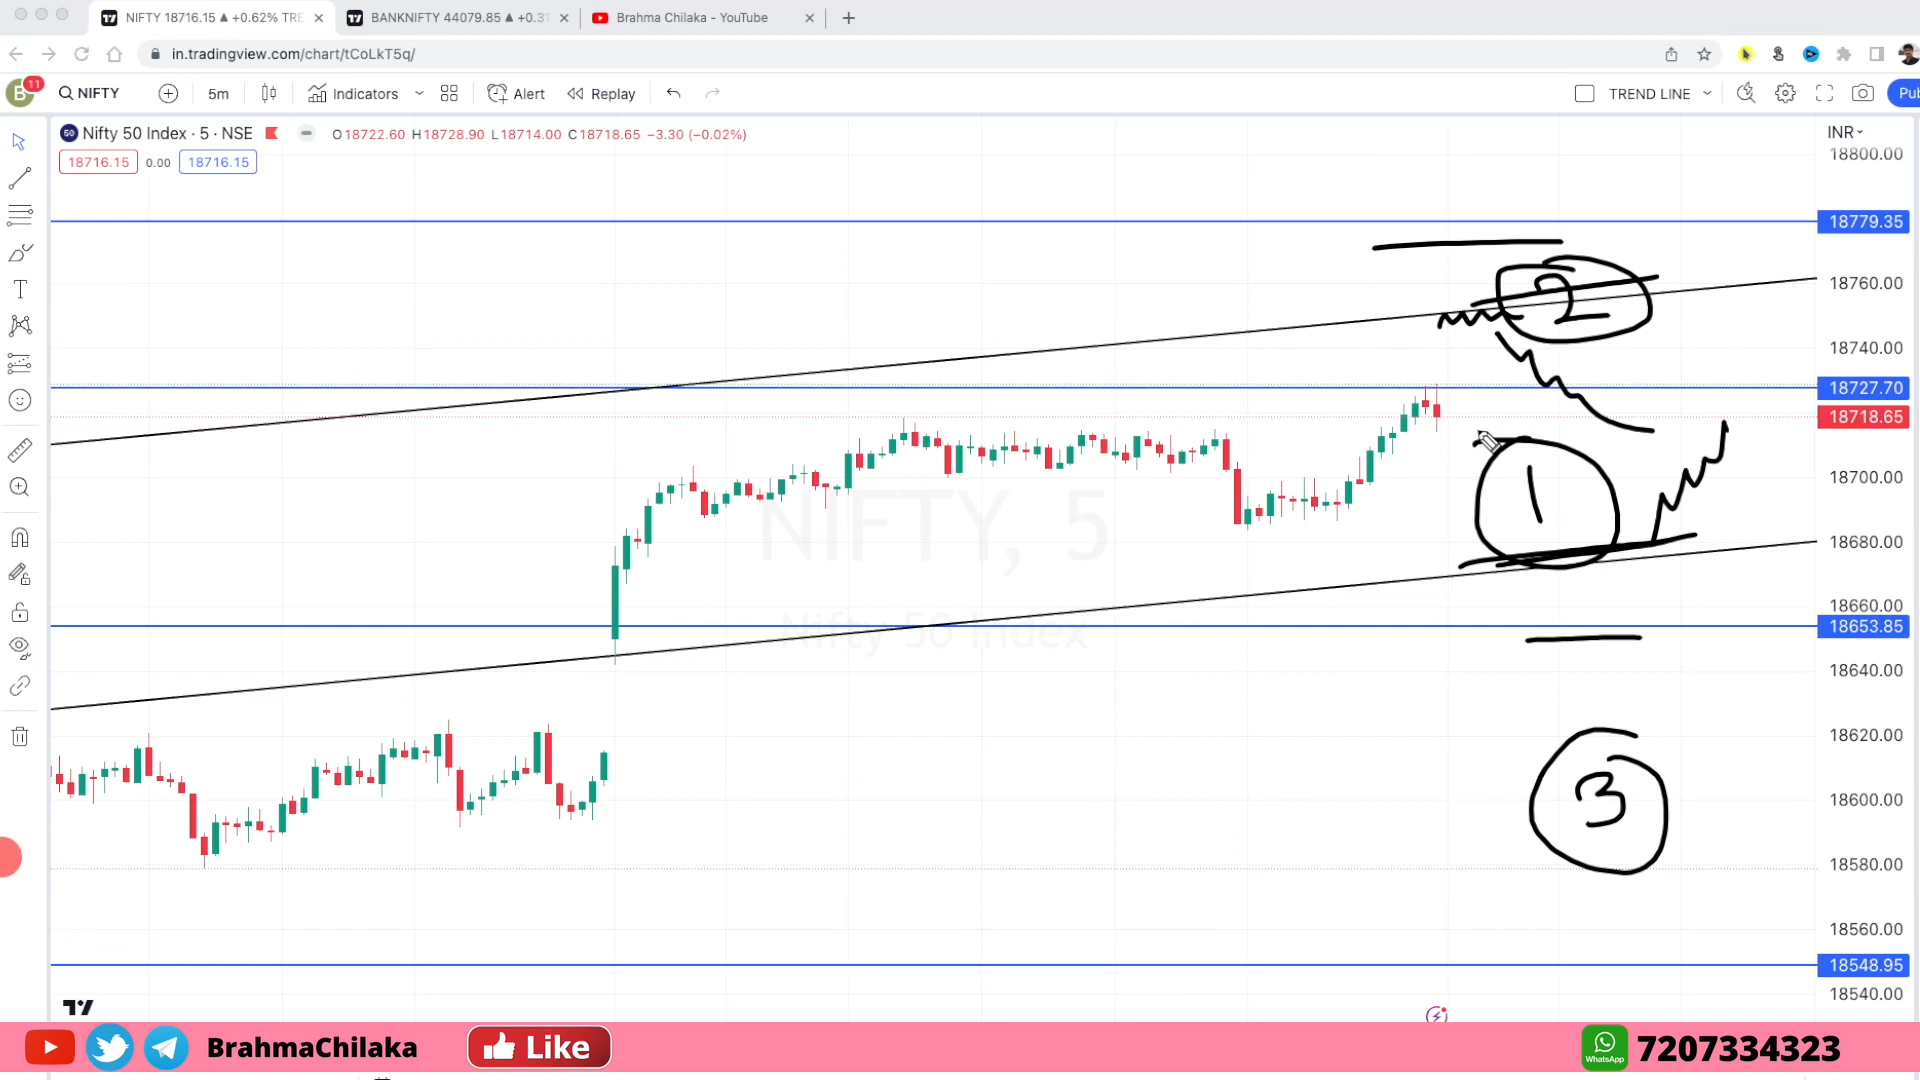 NIFTY 18716.15 ▲ +0.62% TRE
BANKNIFTY 44079.85 ▲ +0.3
Brahma Chilaka - YouTube
in.tradingview.com/chart/tCoLkT5q/
B 11
NIFTY
5m
Indicators
Alert
Replay
TREND LINE
Pu
50 Nifty 50 Index · 5 · NSE
O18722.60 H18728.90 L18714.00 C18718.65 −3.30 (−0.02%)
INR
18716.15 0.00 18716.15
18800.00
18779.35
18760.00
2
18740.00
18727.70
18718.65
18700.00
1
NIFTY, 5
18680.00
18660.00
Nifty 50 Index
18653.85
18640.00
18620.00
3
18600.00
18580.00
18560.00
18548.95
18540.00
BrahmaChilaka
Like
WhatsApp
7207334323